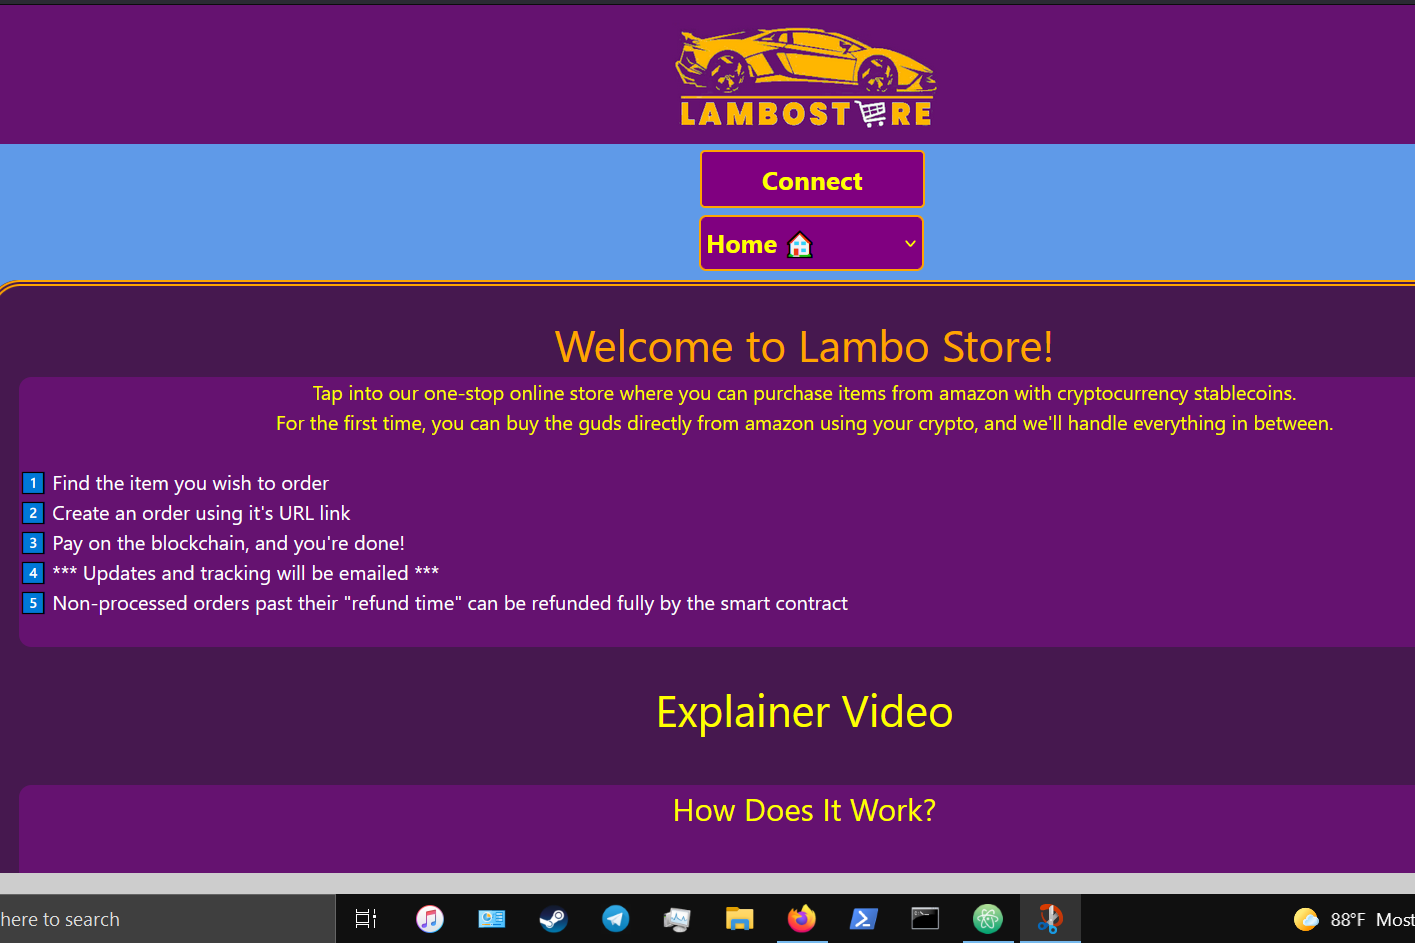 LAMBOSTORE
Connect
Home 🏠
Welcome to Lambo Store!
Tap into our one-stop online store where you can purchase items from amazon with cryptocurrency stablecoins.
For the first time, you can buy the guds directly from amazon using your crypto, and we'll handle everything in between.
1 Find the item you wish to order
2 Create an order using it's URL link
3 Pay on the blockchain, and you're done!
4 *** Updates and tracking will be emailed ***
5 Non-processed orders past their "refund time" can be refunded fully by the smart contract
Explainer Video
How Does It Work?
here to search
88°F Most